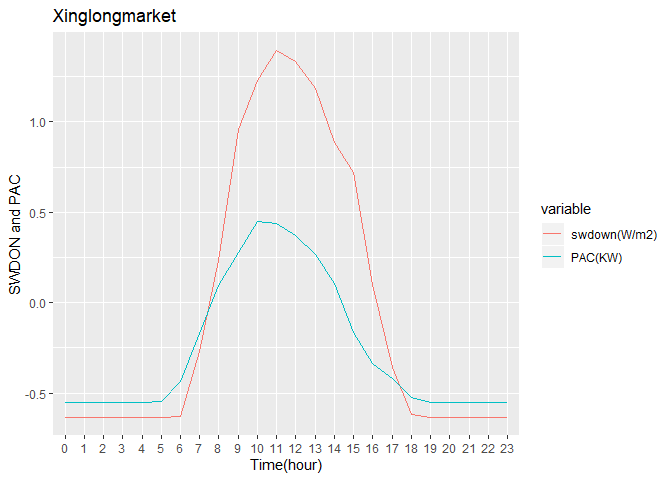 Xinglongmarket
SWDON and PAC
1.0
0.5
0.0
-0.5
0 1 2 3 4 5 6 7 8 9 10 11 12 13 14 15 16 17 18 19 20 21 22 23
Time(hour)
variable
swdown(W/m2)
PAC(KW)